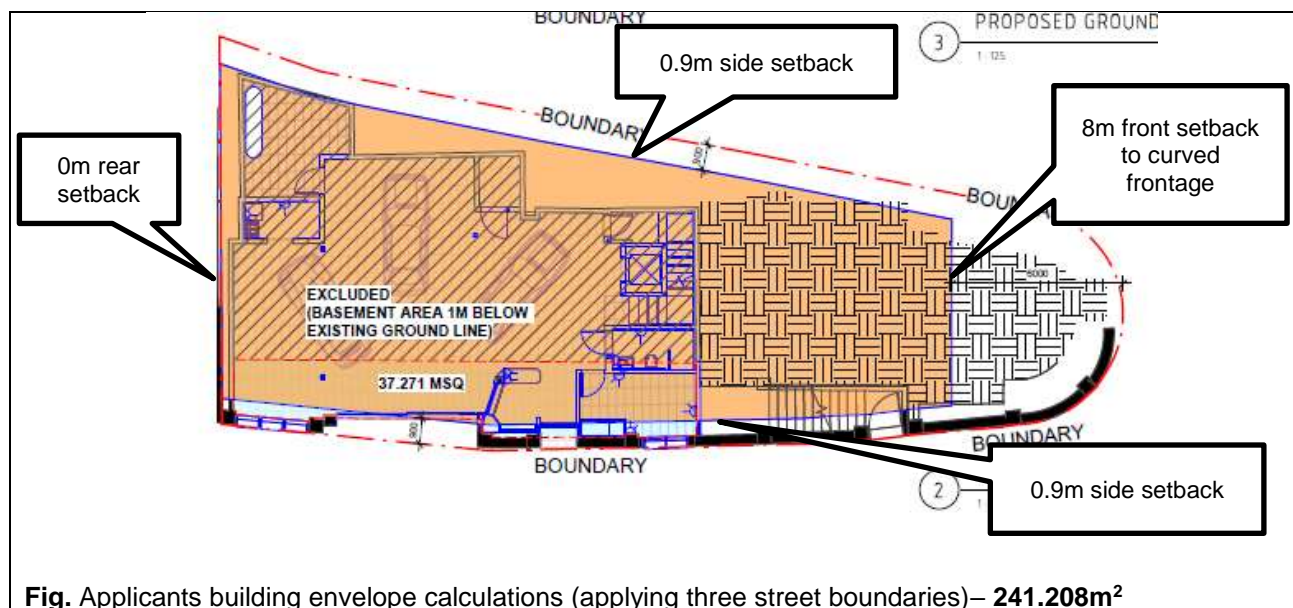 BOUNDARY
3
PROPOSED GROUND
1 : 125
0.9m side setback
BOUNDARY
8m front setback
to curved
frontage
0m rear
setback
900
BOUNDARY
EXCLUDED
(BASEMENT AREA 1M BELOW
EXISTING GROUND LINE)
37.271 MSQ
900
BOUNDARY
BOUNDARY
2
0.9m side setback
Fig. Applicants building envelope calculations (applying three street boundaries)– 241.208m²